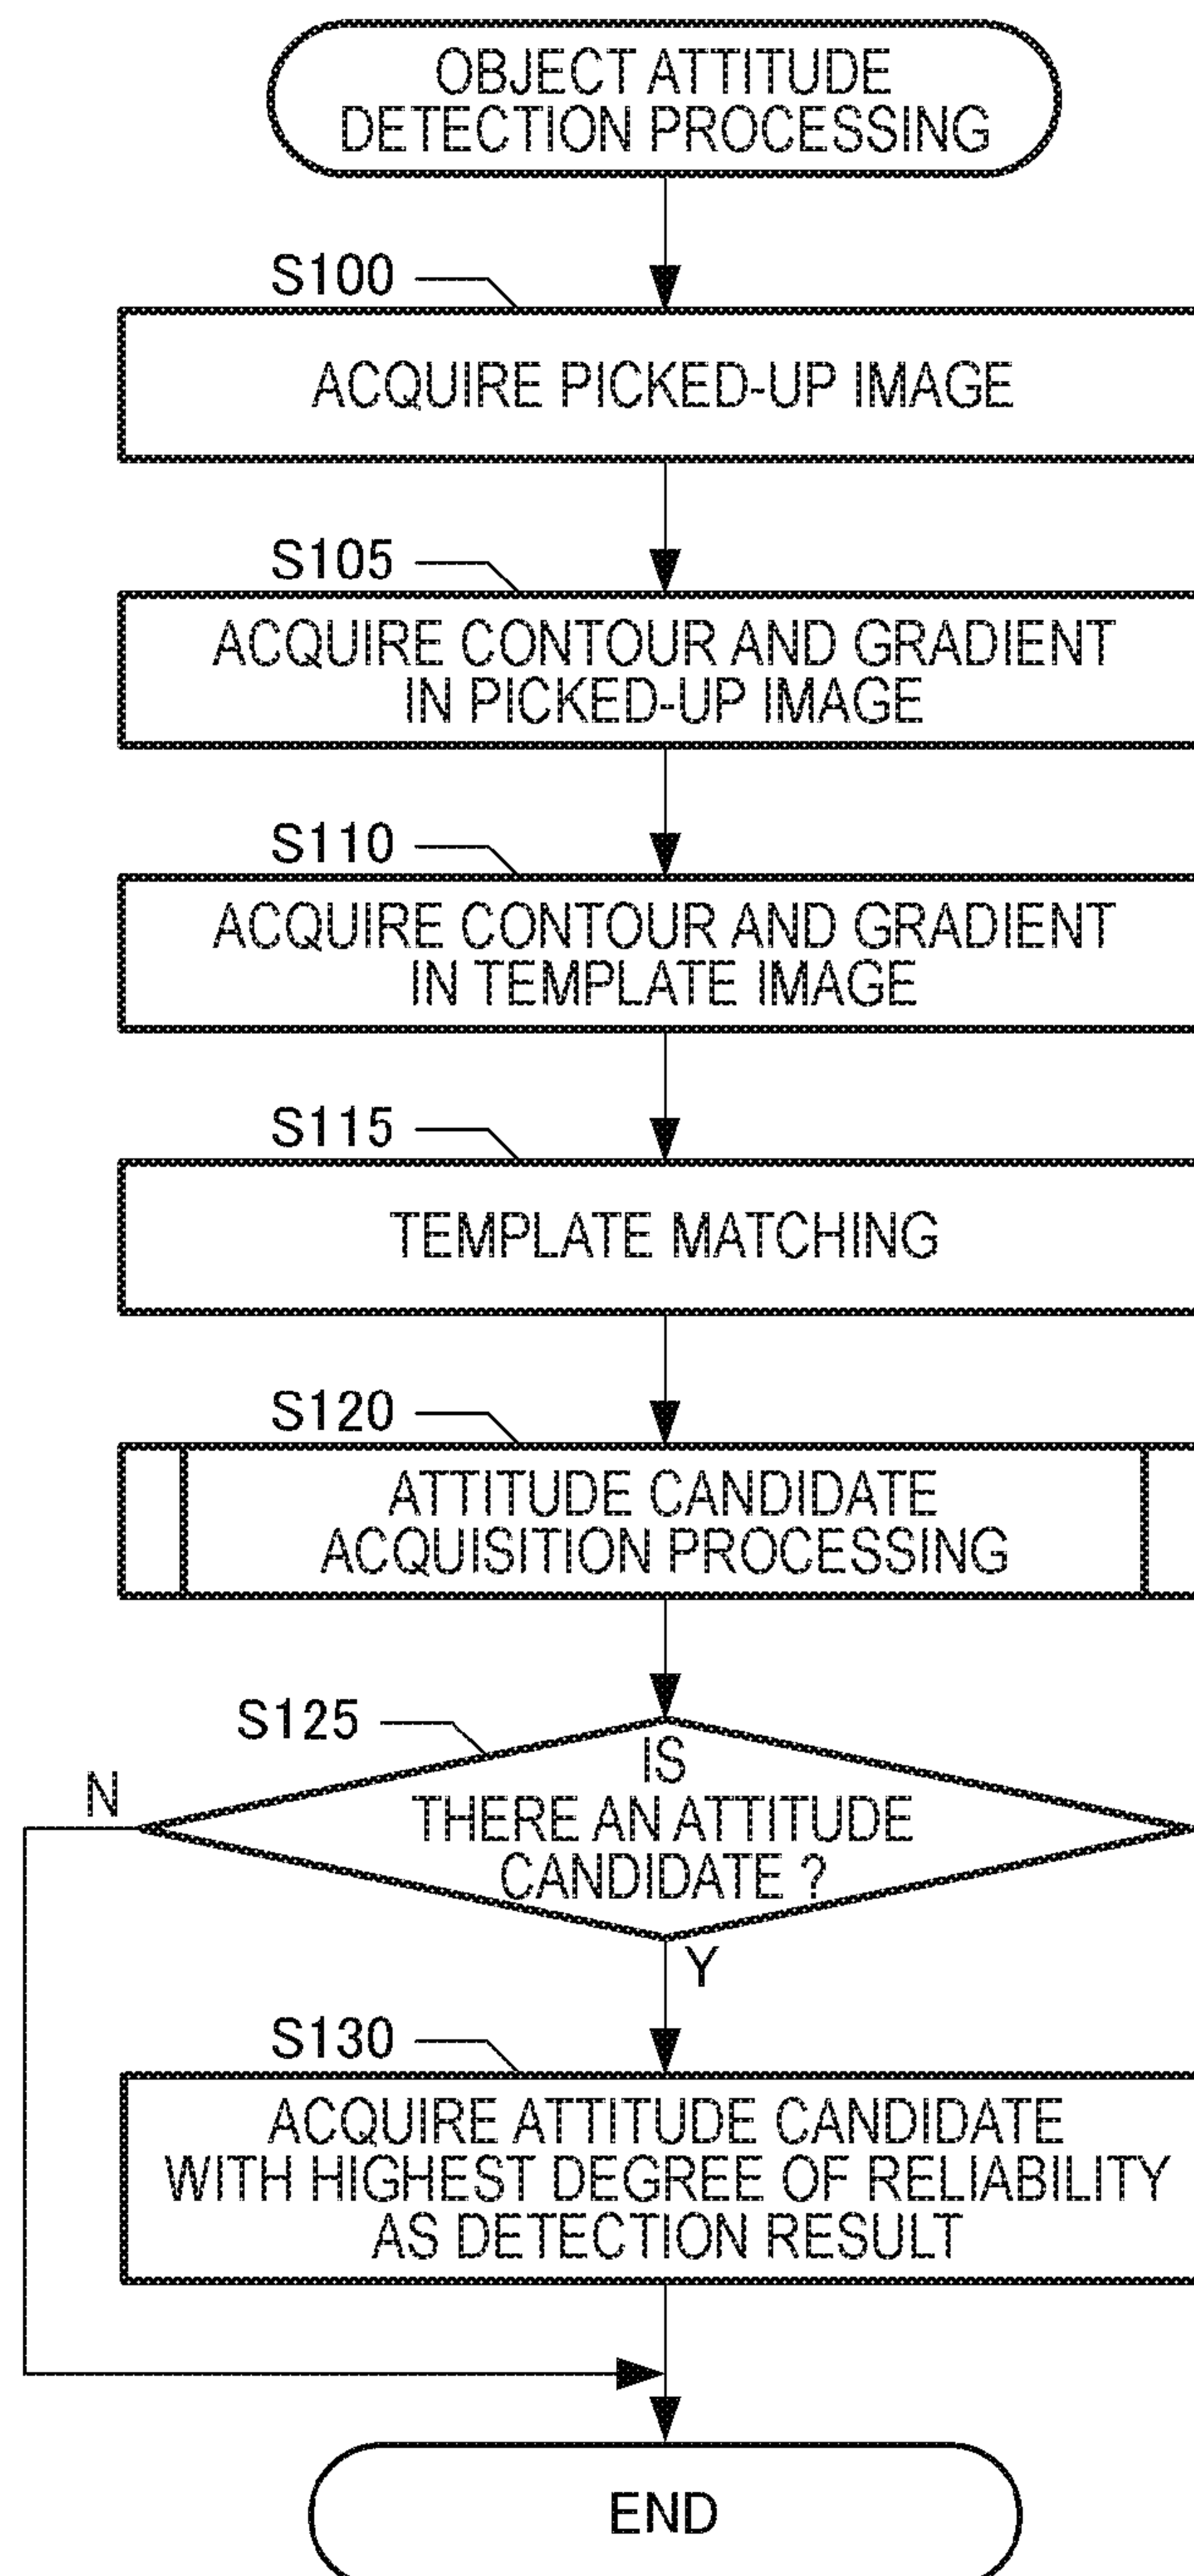 OBJECT ATTITUDE
DETECTION PROCESSING
S100
ACQUIRE PICKED-UP IMAGE
S105
ACQUIRE CONTOUR AND GRADIENT
IN PICKED-UP IMAGE
S110
ACQUIRE CONTOUR AND GRADIENT
IN TEMPLATE IMAGE
S115
TEMPLATE MATCHING
S120
ATTITUDE CANDIDATE
ACQUISITION PROCESSING
S125
N
IS
THERE AN ATTITUDE
CANDIDATE ?
Y
S130
ACQUIRE ATTITUDE CANDIDATE
WITH HIGHEST DEGREE OF RELIABILITY
AS DETECTION RESULT
END